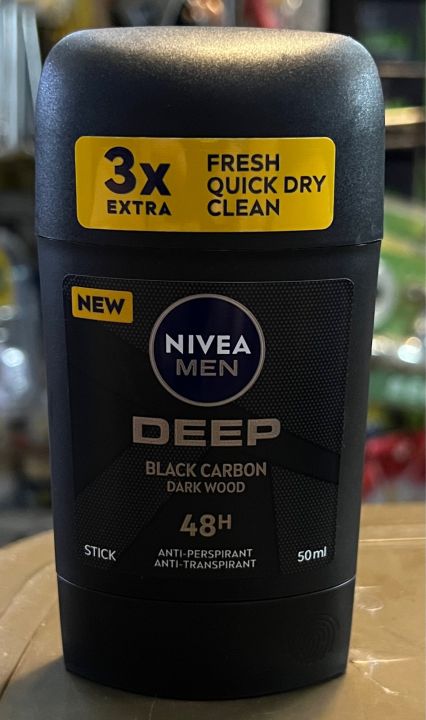 3x
EXTRA
FRESH
QUICK DRY
CLEAN
NEW
NIVEA
MEN
DEEP
BLACK CARBON
DARK WOOD
48H
STICK
ANTI-PERSPIRANT
ANTI-TRANSPIRANT
50ml